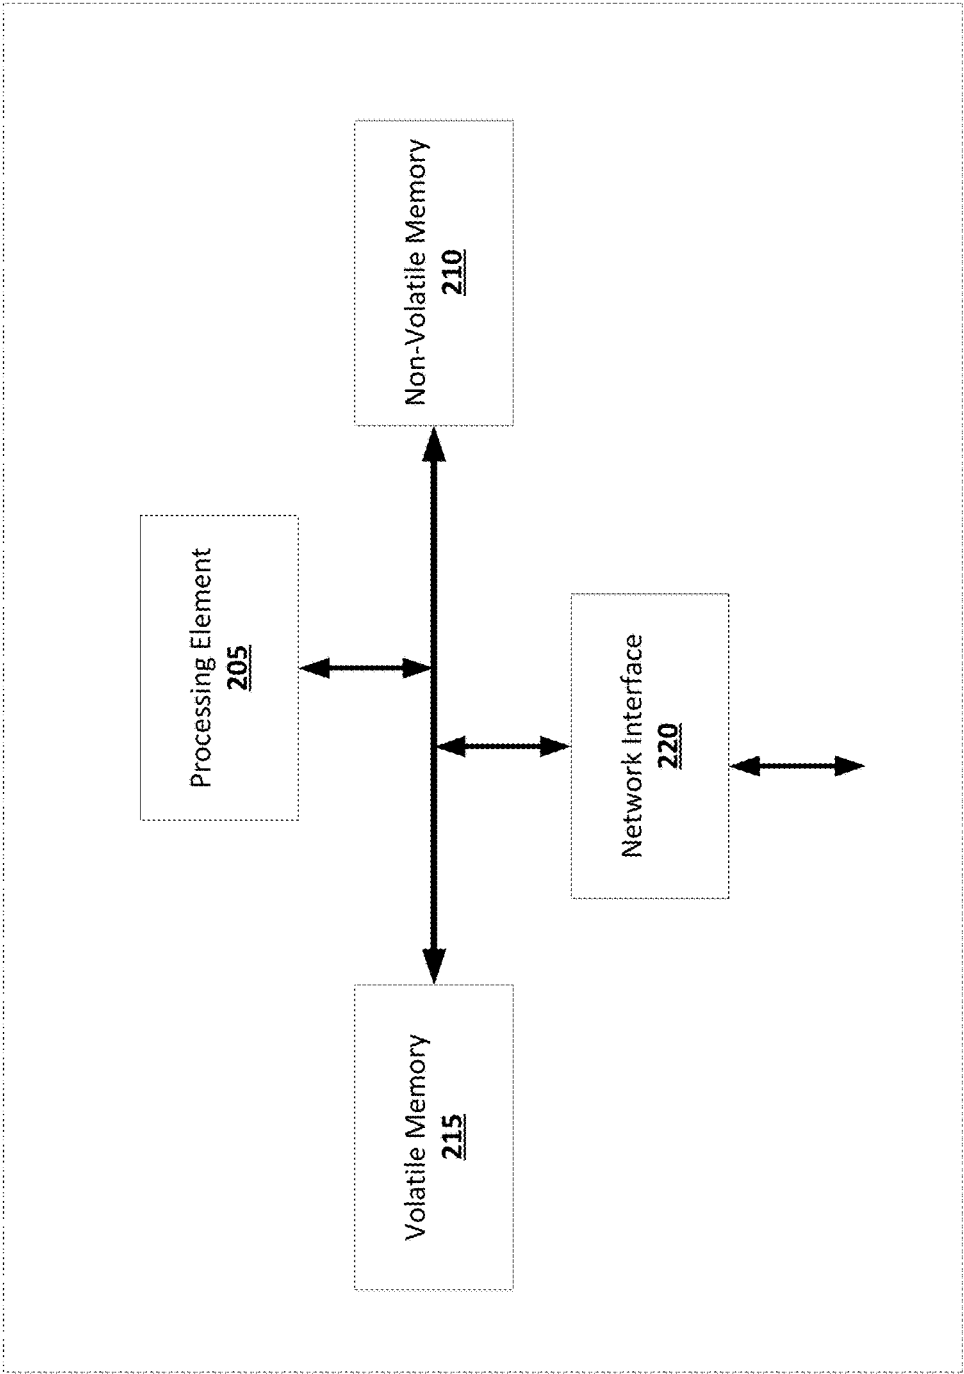 Processing Element
205
Volatile Memory
215
Non-Volatile Memory
210
Network Interface
220